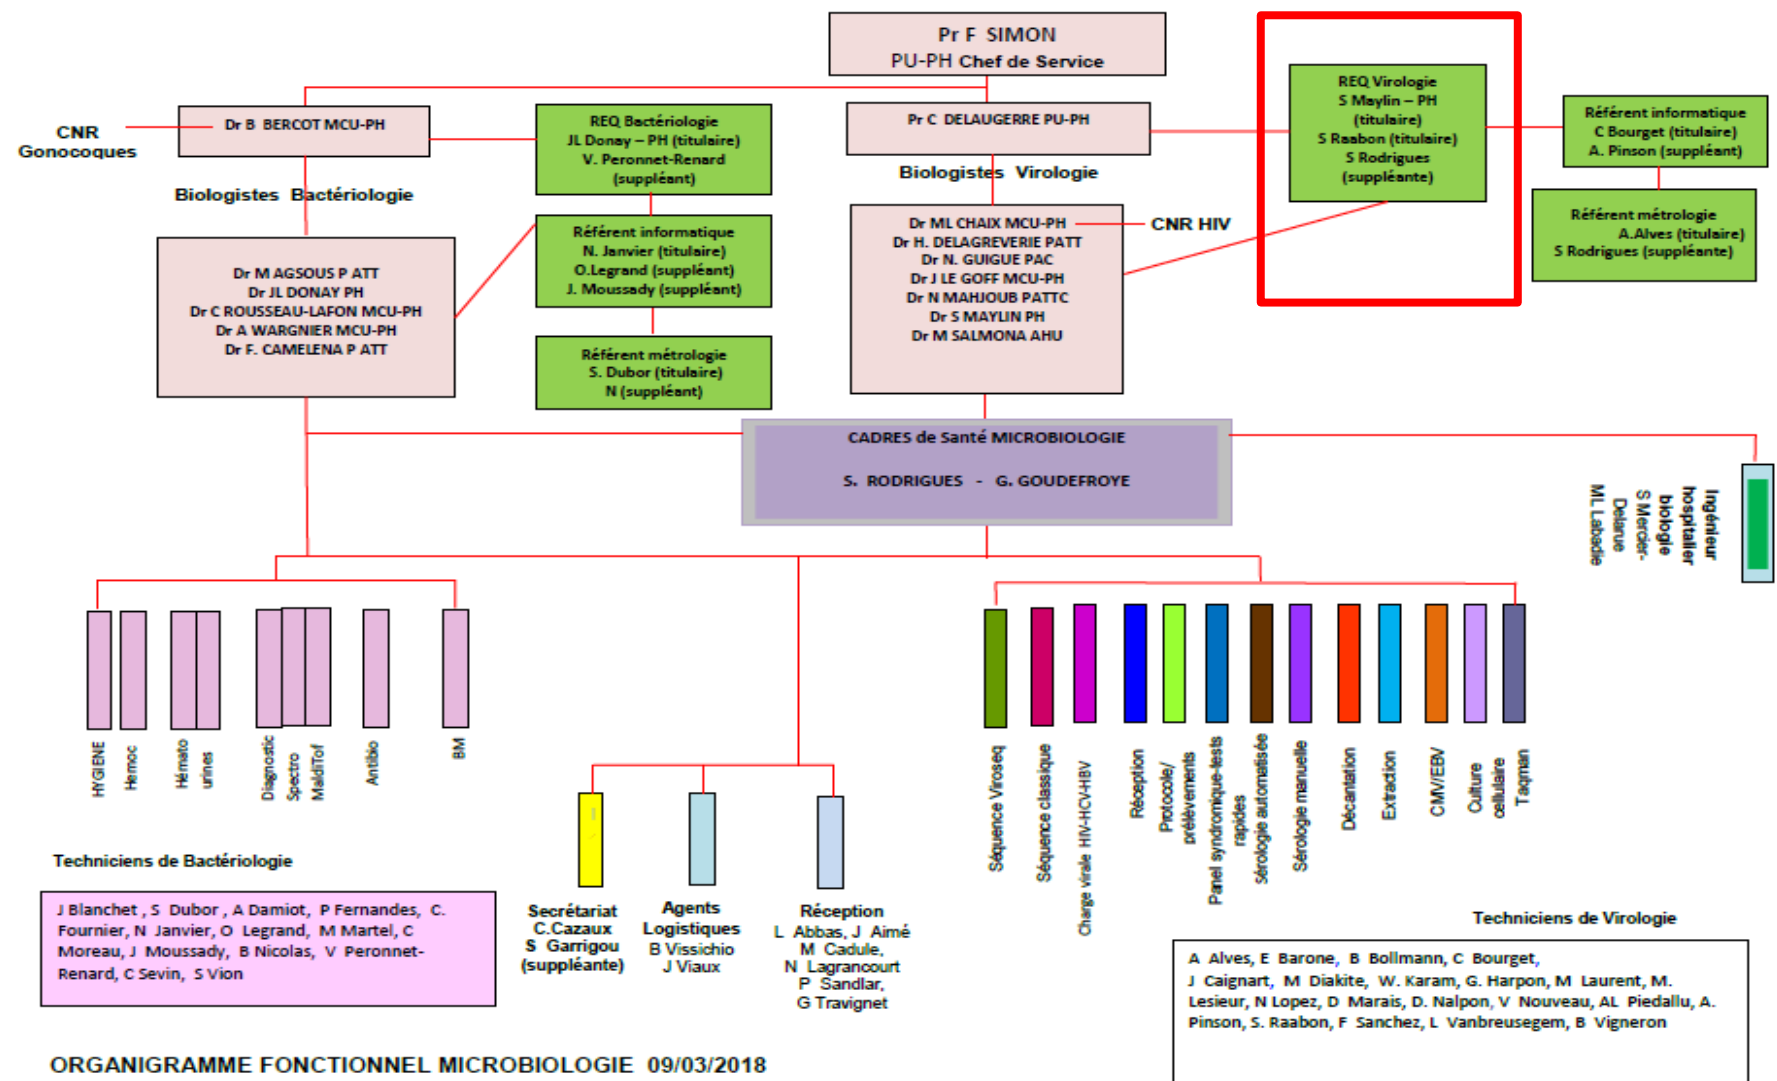 Pr F SIMON
PU-PH Chef de Service
CNR
Gonocoques
Dr B BERCOT MCU-PH
REQ Bactériologie
JL Donay – PH (titulaire)
V. Peronnet-Renard
(suppléant)
Pr C DELAUGERRE PU-PH
REQ Virologie
S Maylin – PH
(titulaire)
S Raabon (titulaire)
S Rodrigues
(suppléante)
Référent informatique
C Bourget (titulaire)
A. Pinson (suppléant)
Biologistes Bactériologie
Biologistes Virologie
Référent informatique
N. Janvier (titulaire)
O.Legrand (suppléant)
J. Moussady (suppléant)
Référent métrologie
A.Alves (titulaire)
S Rodrigues (suppléante)
Dr M AGSOUS P ATT
Dr JL DONAY PH
Dr C ROUSSEAU-LAFON MCU-PH
Dr A WARGNIER MCU-PH
Dr F. CAMELENA P ATT
Dr ML CHAIX MCU-PH
Dr H. DELAGREVERIE PATT
Dr N. GUIGUE PAC
Dr J LE GOFF MCU-PH
Dr N MAHJOUB PATTC
Dr S MAYLIN PH
Dr M SALMONA AHU
CNR HIV
Référent métrologie
S. Dubor (titulaire)
N (suppléant)
CADRES de Santé MICROBIOLOGIE
S. RODRIGUES - G. GOUDEFROYE
Ingénieur
hospitalier
biologie
S Mercier-
Delarue
ML Labadie
HYGIENE
Hemoc
Hémato
urines
Diagnostic
Spectro
MaldiTof
Antibio
BM
Séquence Viroseq
Séquence classique
Charge virale HIV-HCV-HBV
Réception
Protocole/
prélèvements
Panel syndromique-tests
rapides
Sérologie automatisée
Sérologie manuelle
Décantation
Extraction
CMV/EBV
Culture
cellulaire
Taqman
Techniciens de Bactériologie
J Blanchet , S Dubor , A Damiot, P Fernandes, C.
Fournier, N Janvier, O Legrand, M Martel, C
Moreau, J Moussady, B Nicolas, V Peronnet-
Renard, C Sevin, S Vion
Secrétariat
C.Cazaux
S Garrigou
(suppléante)
Agents
Logistiques
B Vissichio
J Viaux
Réception
L Abbas, J Aimé
M Cadule,
N Lagrancourt
P Sandlar,
G Travignet
Techniciens de Virologie
A Alves, E Barone, B Bollmann, C Bourget,
J Caignart, M Diakite, W. Karam, G. Harpon, M Laurent, M.
Lesieur, N Lopez, D Marais, D. Nalpon, V Nouveau, AL Piedallu, A.
Pinson, S. Raabon, F Sanchez, L Vanbreusegem, B Vigneron
ORGANIGRAMME FONCTIONNEL MICROBIOLOGIE 09/03/2018